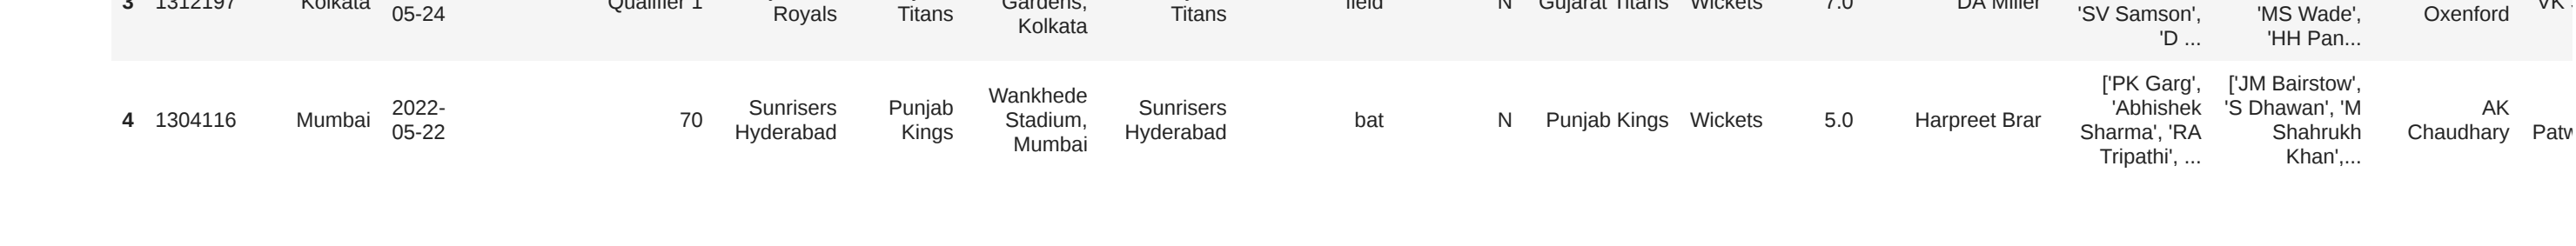 3 1312197 Kolkata Qualifier 1 field N Gujarat Titans Wickets 7.0 DA Miller
05-24 Royals Titans Gardens, Titans 'SV Samson', 'MS Wade', Oxenford
Kolkata 'D ... 'HH Pan...
4 1304116 Mumbai 2022-05-22 70 Sunrisers Hyderabad Punjab Kings Wankhede Stadium, Mumbai Sunrisers Hyderabad bat N Punjab Kings Wickets 5.0 Harpreet Brar ['PK Garg', 'Abhishek Sharma', 'RA Tripathi', ... ['JM Bairstow', 'S Dhawan', 'M Shahrukh Khan',... AK Chaudhary